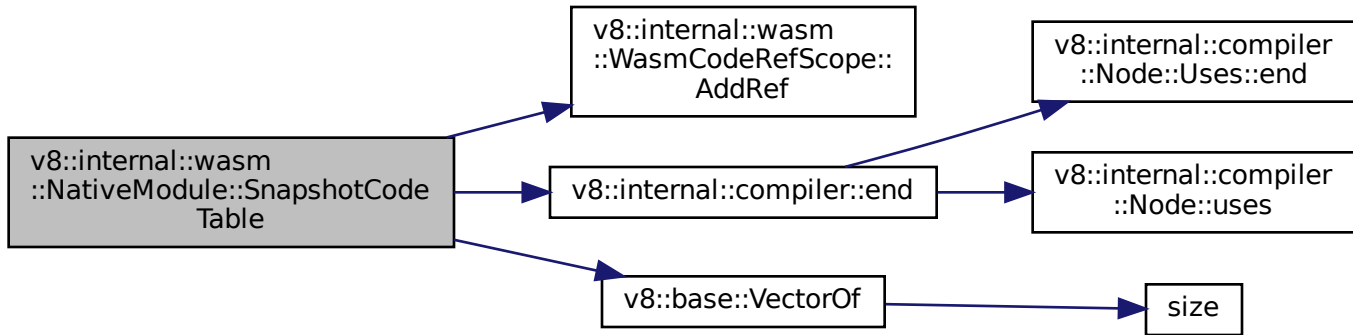 v8::internal::wasm
::NativeModule::SnapshotCode
Table
v8::internal::wasm
::WasmCodeRefScope::
AddRef
v8::internal::compiler::end
v8::base::VectorOf
v8::internal::compiler
::Node::Uses::end
v8::internal::compiler
::Node::uses
size